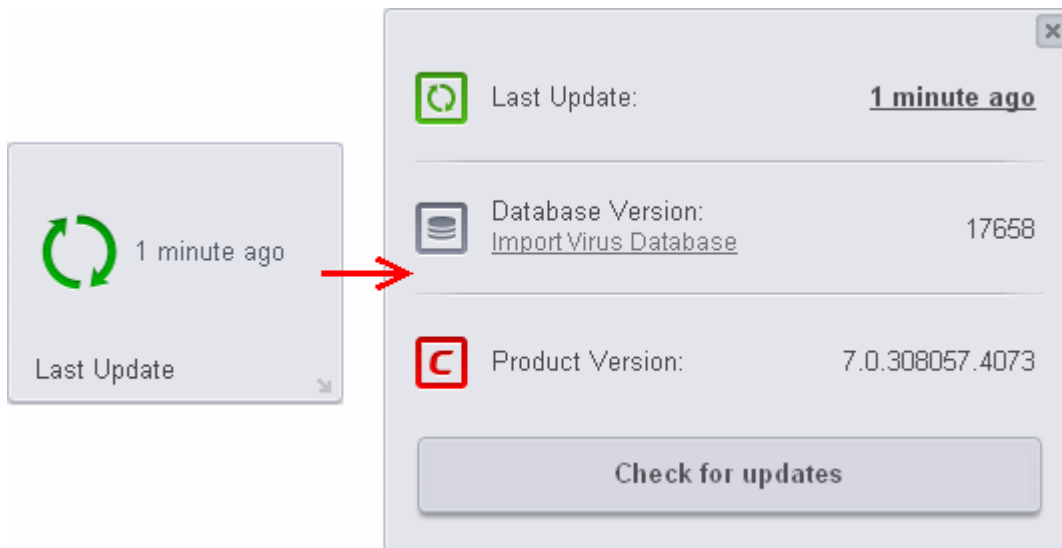 1 minute ago
Last Update
Last Update: 1 minute ago
Database Version:
Import Virus Database 17658
Product Version: 7.0.308057.4073
Check for updates